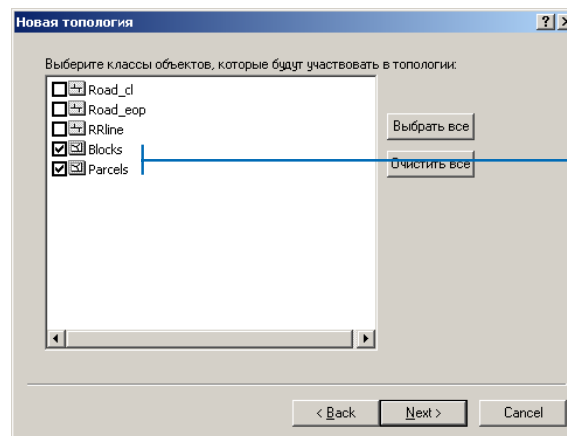 Новая топология
Выберите классы объектов, которые будут участвовать в топологии:
Road_cl
Road_eop
RRline
Blocks
Parcels
Выбрать все
Очистить все
< Back
Next >
Cancel